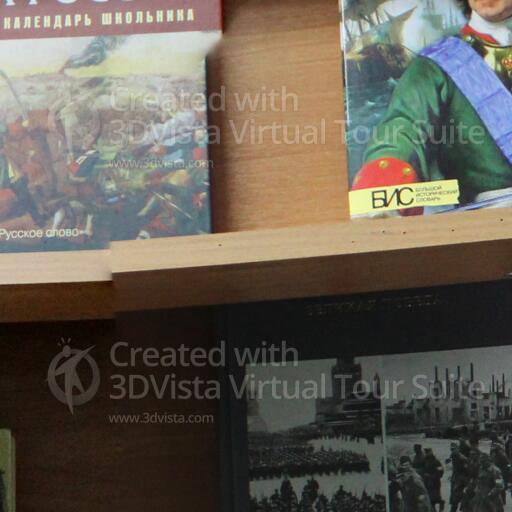 КАЛЕНДАРЬ ШКОЛЬНИКА
Created with
3DVista Virtual Tour Suite
www.3dvista.com
БИС
БОЛЬШОЙ
ИСТОРИЧЕСКИЙ
СЛОВАРЬ
Русское слово
ВЕЛИКАЯ ПОБЕДА
Created with
3DVista Virtual Tour Suite
www.3dvista.com